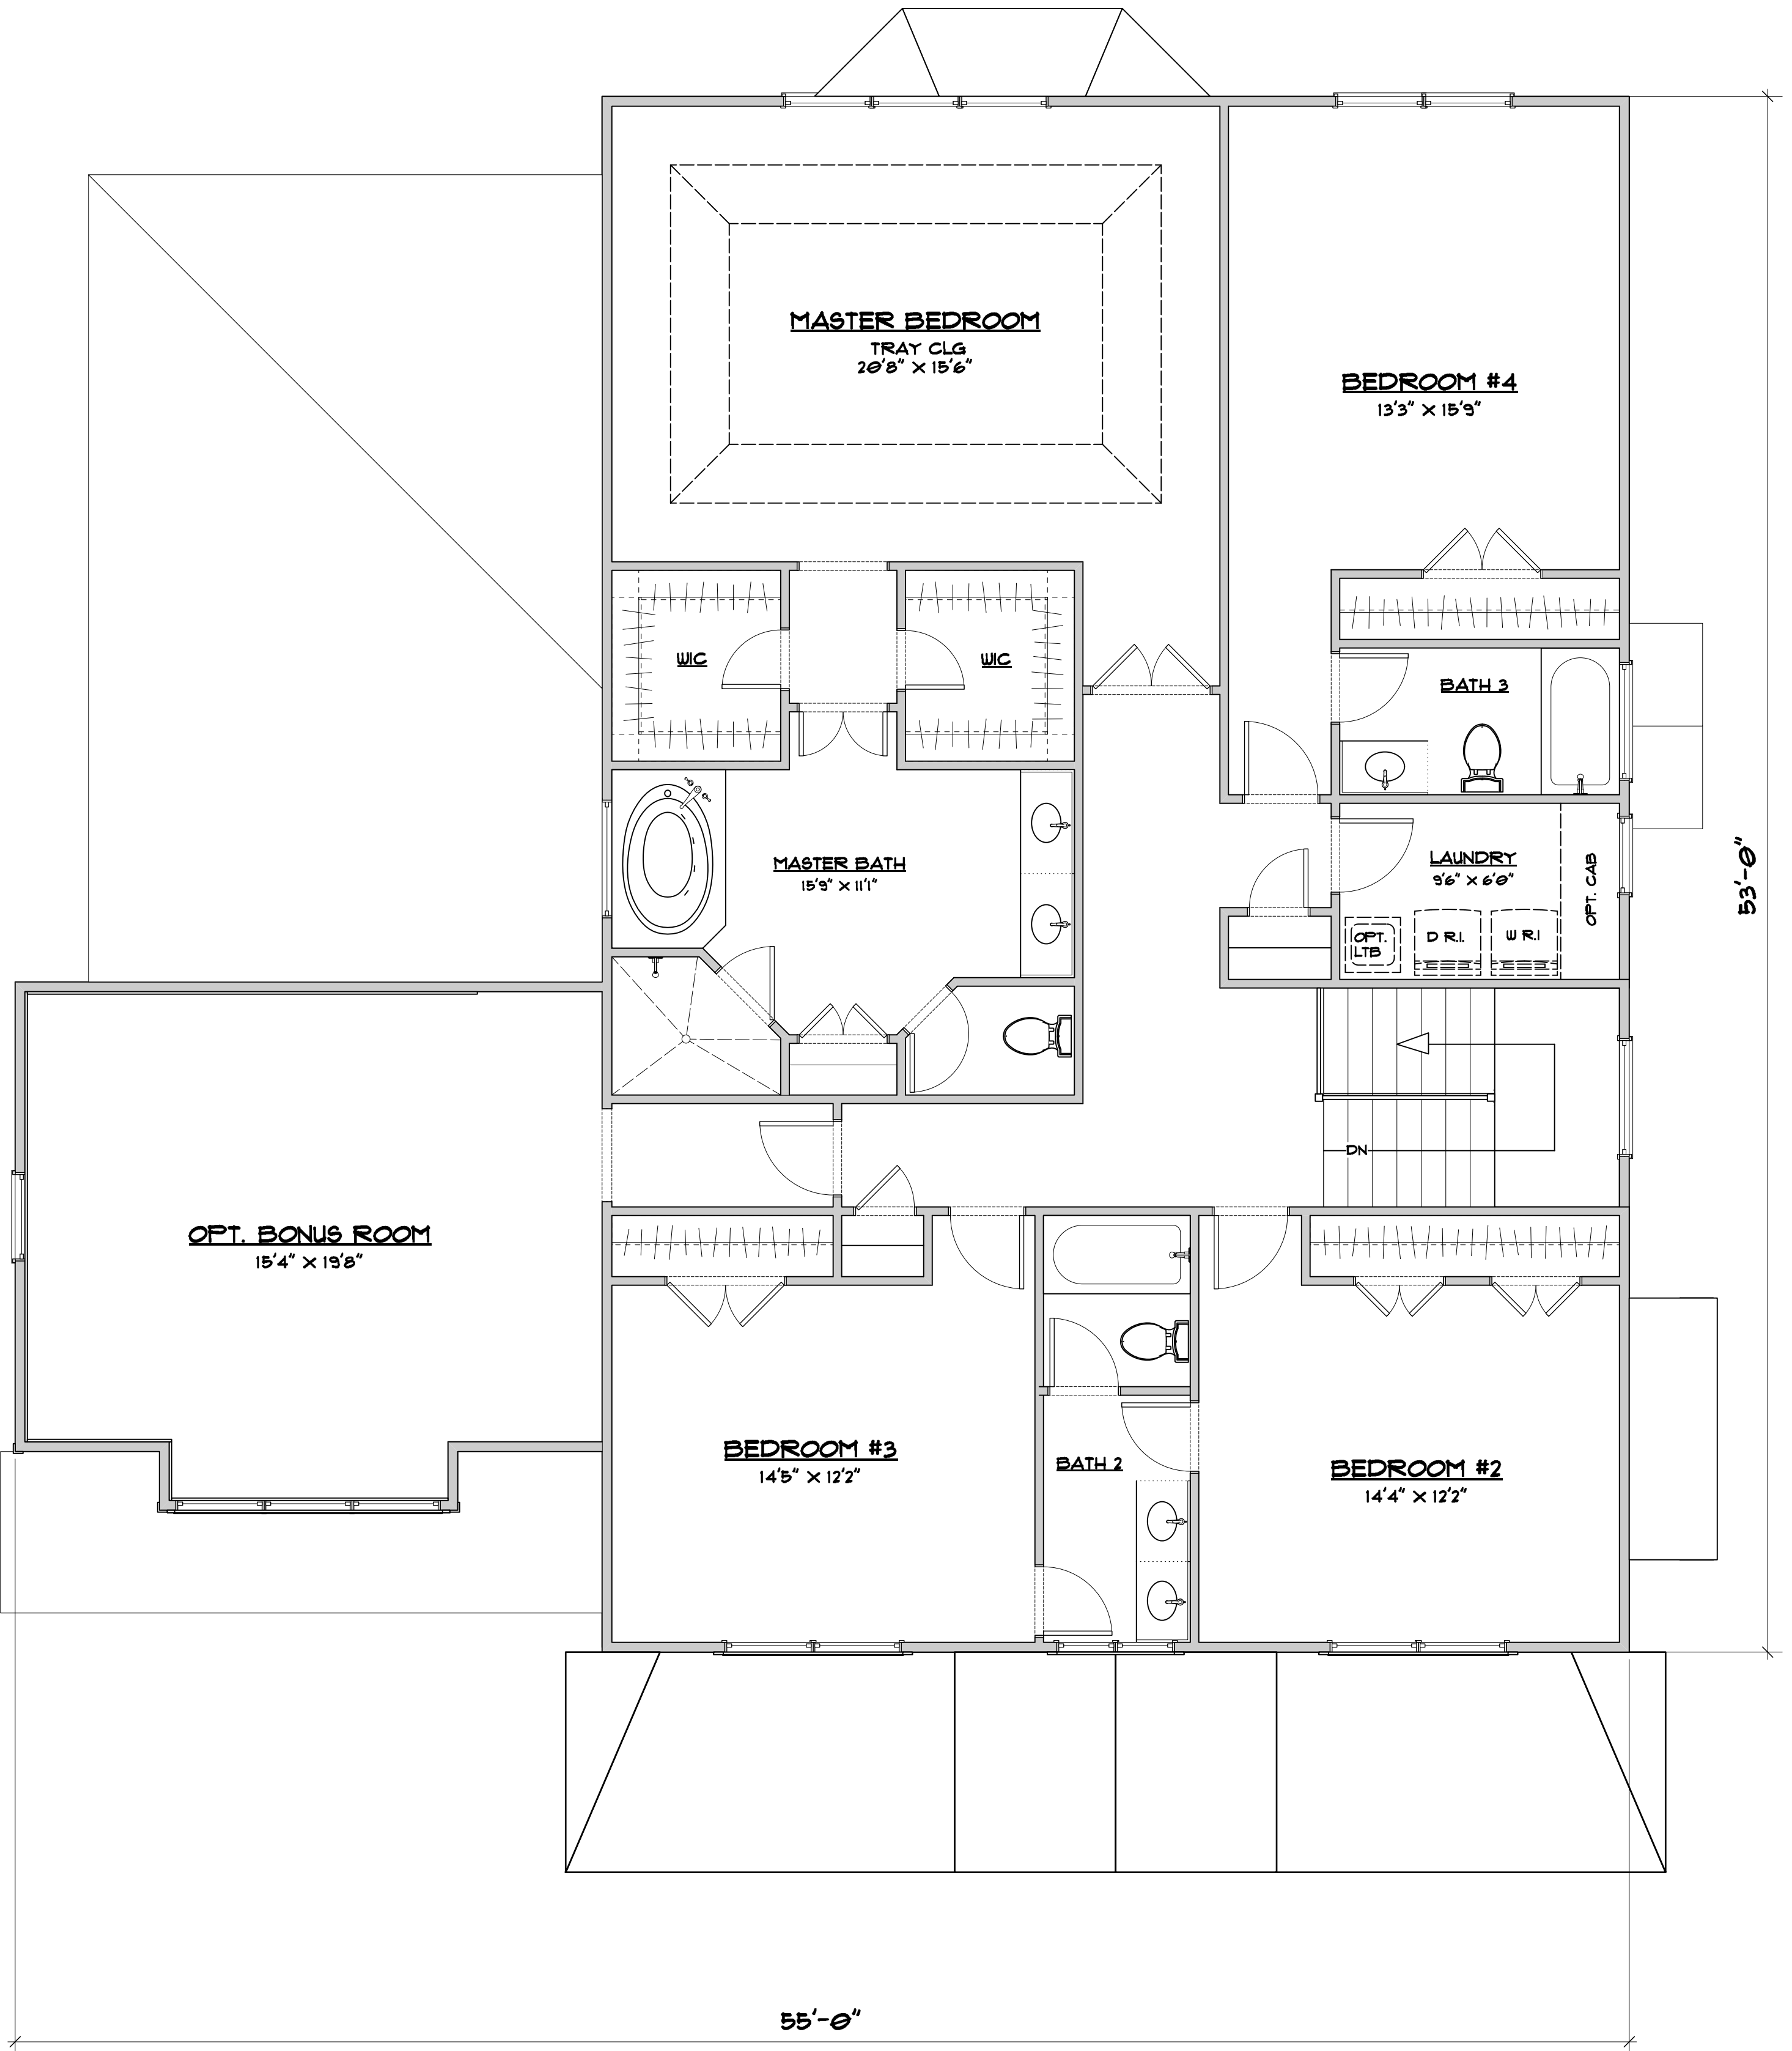 MASTER BEDROOM
TRAY CLG
20'8" X 15'6"
BEDROOM #4
13'3" X 15'9"
WIC
WIC
BATH 3
MASTER BATH
15'9" X 11'1"
LAUNDRY
9'6" X 6'0"
OPT. CAB
OPT.
LTB
D R.I.
W R.I
53'-0"
DN
OPT. BONUS ROOM
15'4" X 19'8"
BEDROOM #3
14'5" X 12'2"
BATH 2
BEDROOM #2
14'4" X 12'2"
55'-0"